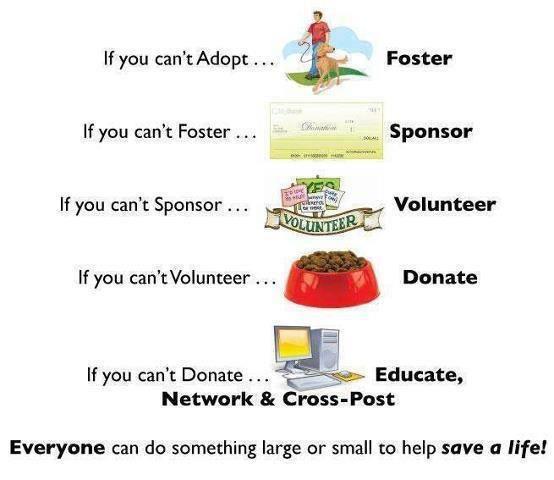 If you can't Adopt ... Foster
If you can't Foster ... Donation Sponsor
If you can't Sponsor ... YES VOLUNTEER Volunteer
If you can't Volunteer ... Donate
If you can't Donate ... Educate,
Network & Cross-Post
Everyone can do something large or small to help save a life!